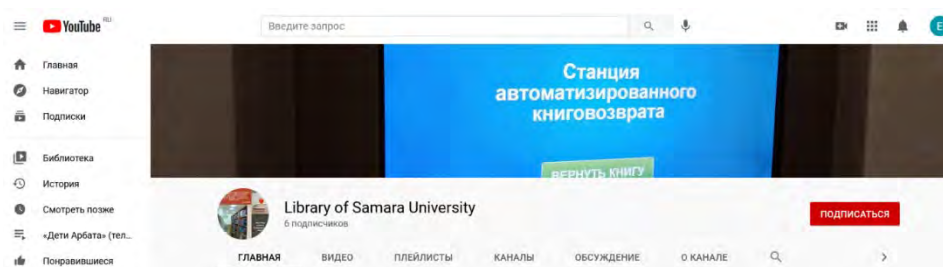 YouTube RU
Введите запрос
E
Главная
Навигатор
Подписки
Библиотека
История
Смотреть позже
«Дети Арбата» (тел...
Понравившиеся
Станция
автоматизированного
книговозврата
ВЕРНУТЬ КНИГУ
Library of Samara University
6 подписчиков
ПОДПИСАТЬСЯ
ГЛАВНАЯ ВИДЕО ПЛЕЙЛИСТЫ КАНАЛЫ ОБСУЖДЕНИЕ О КАНАЛЕ